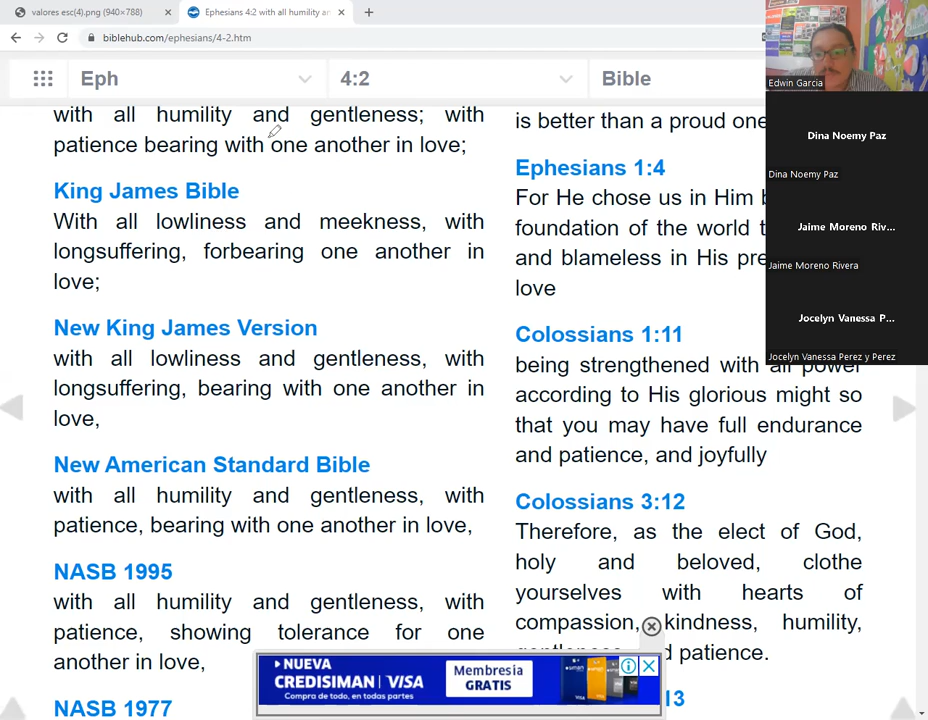 valores esc(4).png (940×788)
Ephesians 4:2 with all humility an
biblehub.com/ephesians/4-2.htm
Eph
4:2
Bible
with all humility and gentleness; with
patience bearing with one another in love;
King James Bible
With all lowliness and meekness, with
longsuffering, forbearing one another in
love;
New King James Version
with all lowliness and gentleness, with
longsuffering, bearing with one another in
love,
New American Standard Bible
with all humility and gentleness, with
patience, bearing with one another in love,
NASB 1995
with all humility and gentleness, with
patience, showing tolerance for one
another in love,
NASB 1977
is better than a proud one
Ephesians 1:4
For He chose us in Him b
foundation of the world t
and blameless in His pre
love
Colossians 1:11
being strengthened with all power
according to His glorious might so
that you may have full endurance
and patience, and joyfully
Colossians 3:12
Therefore, as the elect of God,
holy and beloved, clothe
yourselves with hearts of
compassion, kindness, humility,
gentleness d patience.
13
NUEVA
CREDISIMAN | VISA
Compra de todo, en todas partes
Membresia
GRATIS
VISA
Edwin Garcia
Dina Noemy Paz
Dina Noemy Paz
Jaime Moreno Riv...
Jaime Moreno Rivera
Jocelyn Vanessa P...
Jocelyn Vanessa Perez y Perez